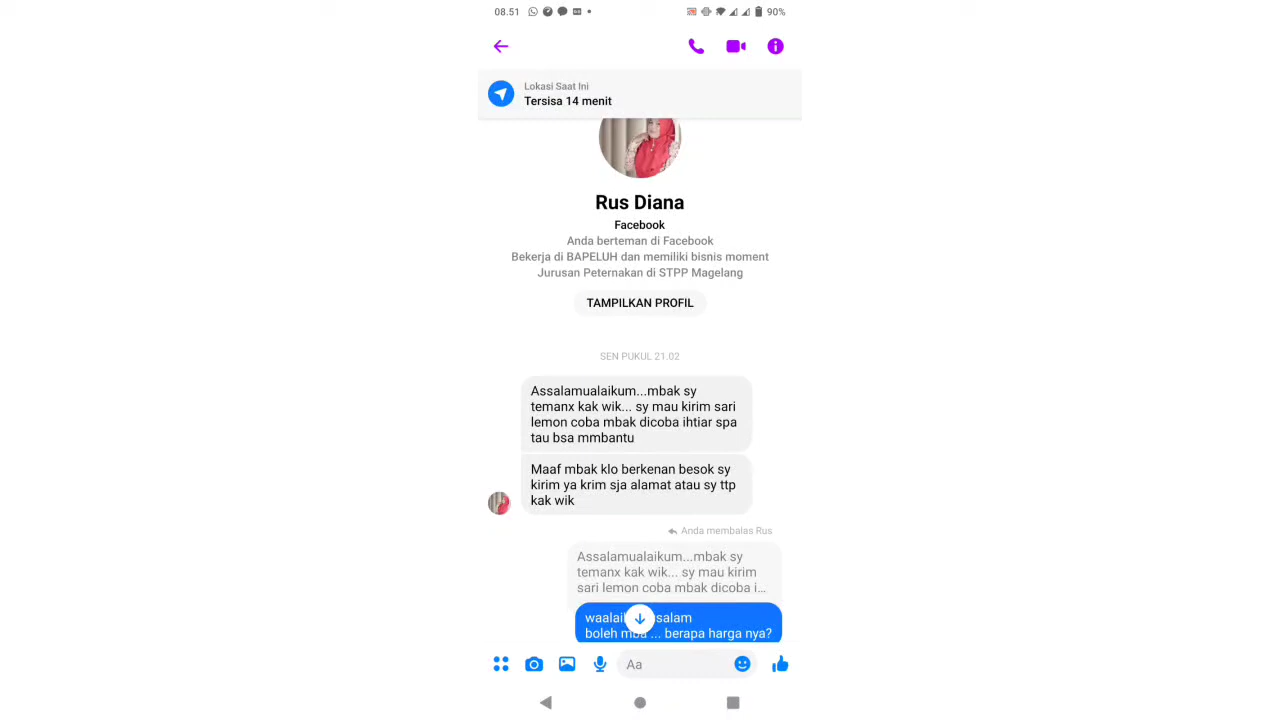 08.51
90%
Lokasi Saat Ini
Tersisa 14 menit
Rus Diana
Facebook
Anda berteman di Facebook
Bekerja di BAPELUH dan memiliki bisnis moment
Jurusan Peternakan di STPP Magelang
TAMPILKAN PROFIL
SEN PUKUL 21.02
Assalamualaikum...mbak sy
temanx kak wik... sy mau kirim sari
lemon coba mbak dicoba ihtiar spa
tau bsa mmbantu
Maaf mbak klo berkenan besok sy
kirim ya krim sja alamat atau sy ttp
kak wik
Anda membalas Rus
Assalamualaikum...mbak sy
temanx kak wik... sy mau kirim
sari lemon coba mbak dicoba i...
boleh mba ... berapa harga nya?
Aa